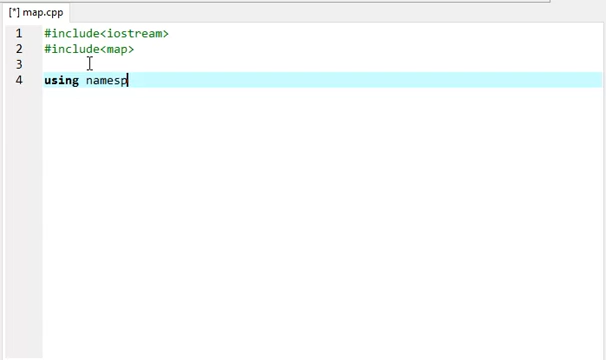 [*] map.cpp
1 #include<iostream>
2 #include<map>
3
4 using namesp